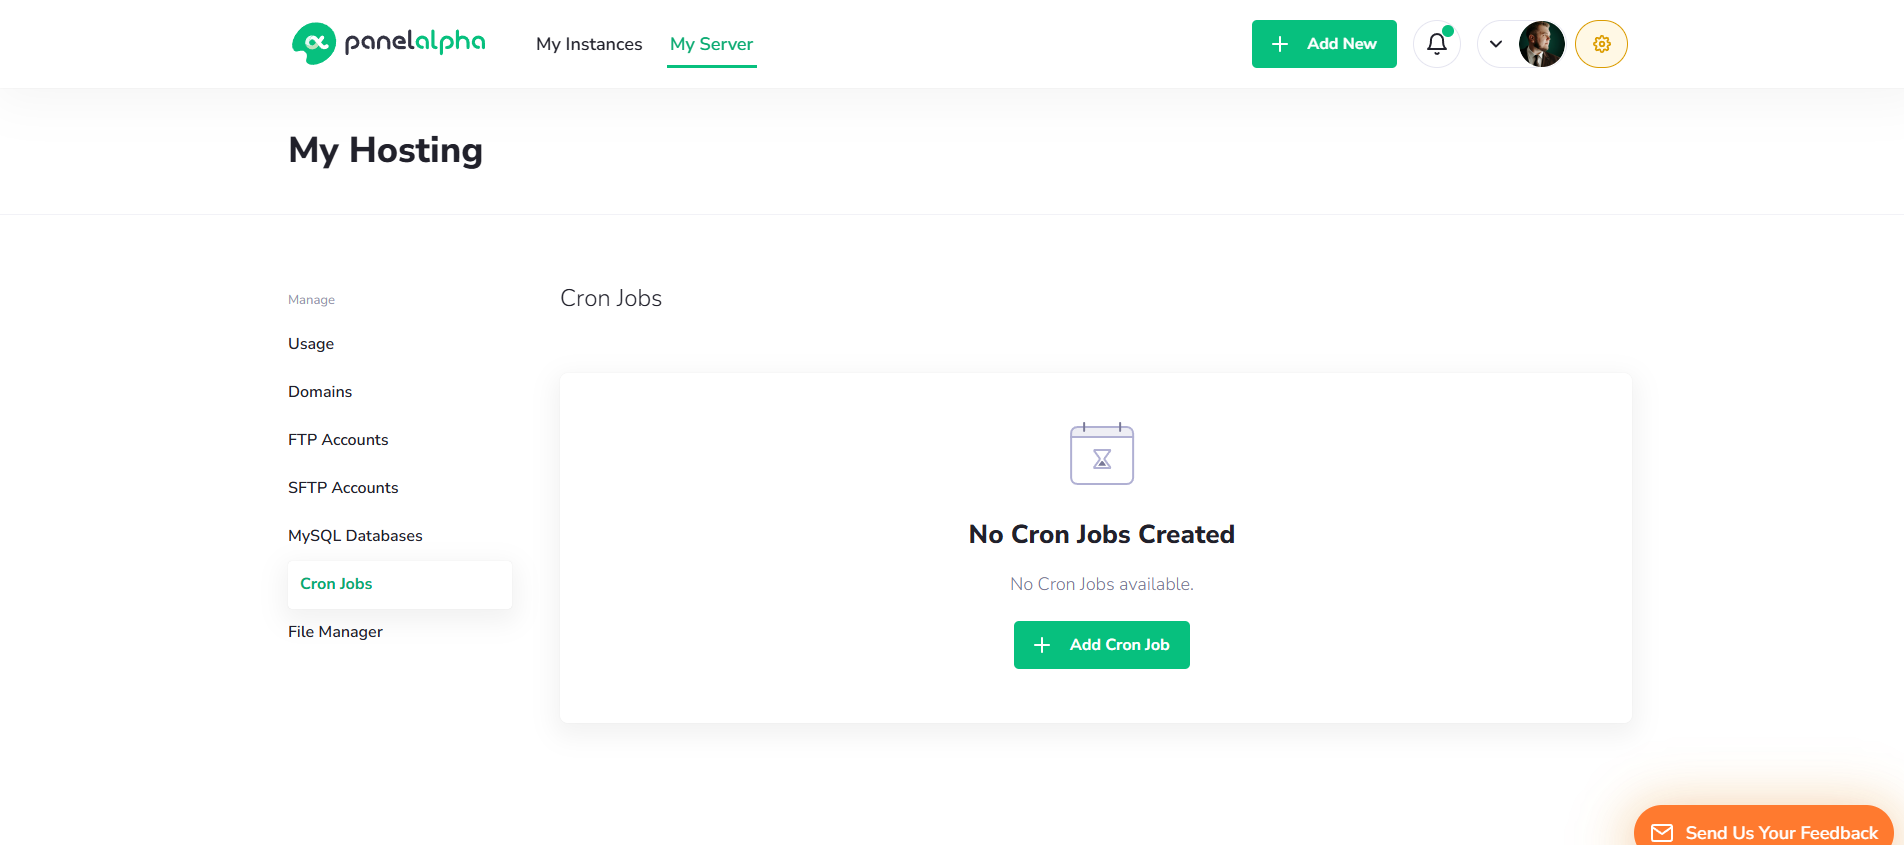 panelalpha
My Instances
My Server
Add New
My Hosting
Manage
Usage
Domains
FTP Accounts
SFTP Accounts
MySQL Databases
Cron Jobs
File Manager
Cron Jobs
No Cron Jobs Created
No Cron Jobs available.
Add Cron Job
Send Us Your Feedback